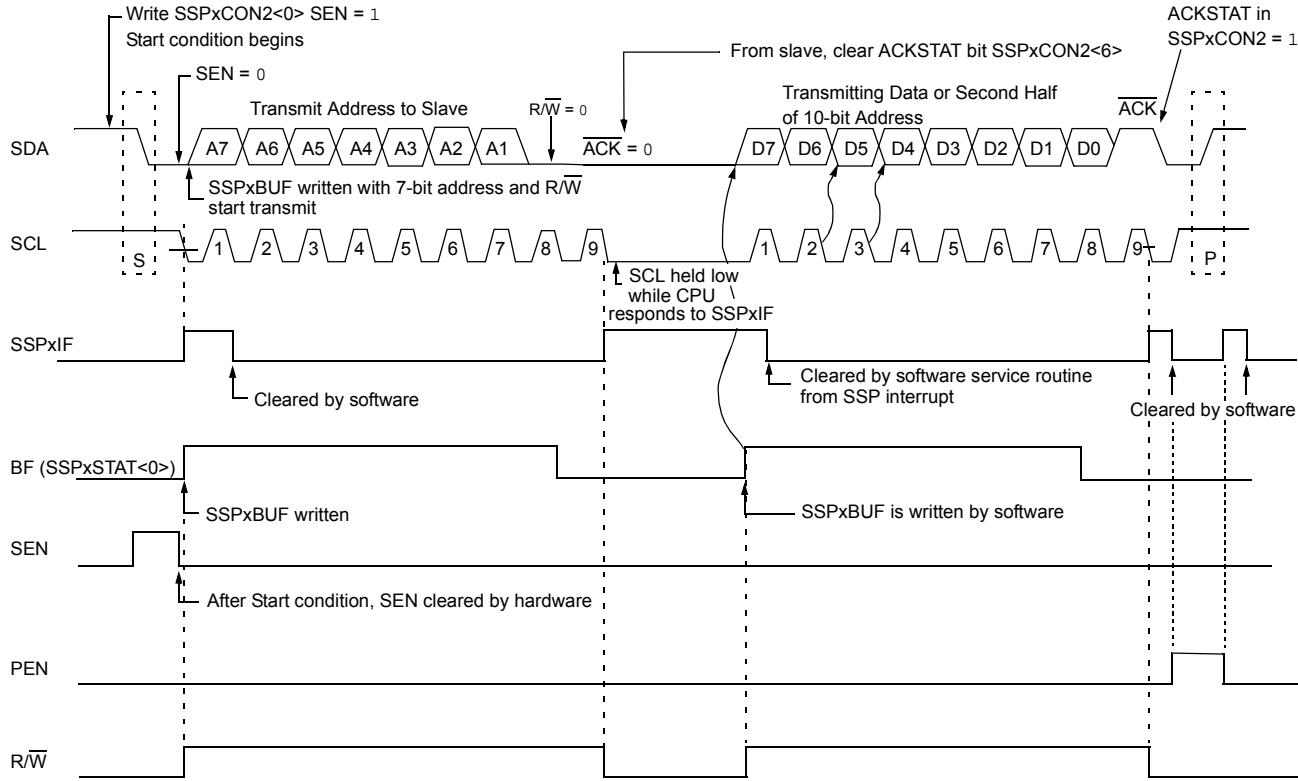 Write SSPxCON2<0> SEN = 1
Start condition begins
ACKSTAT in
SSPxCON2 = 1
From slave, clear ACKSTAT bit SSPxCON2<6>
SEN = 0
Transmit Address to Slave
R/W̅ = 0
Transmitting Data or Second Half
of 10-bit Address
A̅C̅K̅
SDA
A7 A6 A5 A4 A3 A2 A1
A̅C̅K̅ = 0
D7 D6 D5 D4 D3 D2 D1 D0
SSPxBUF written with 7-bit address and R/W̅
start transmit
SCL
S
1 2 3 4 5 6 7 8 9
1 2 3 4 5 6 7 8 9
P
SCL held low
while CPU
responds to SSPxIF
SSPxIF
Cleared by software
Cleared by software service routine
from SSP interrupt
Cleared by software
BF (SSPxSTAT<0>)
SSPxBUF written
SSPxBUF is written by software
SEN
After Start condition, SEN cleared by hardware
PEN
R/W̅